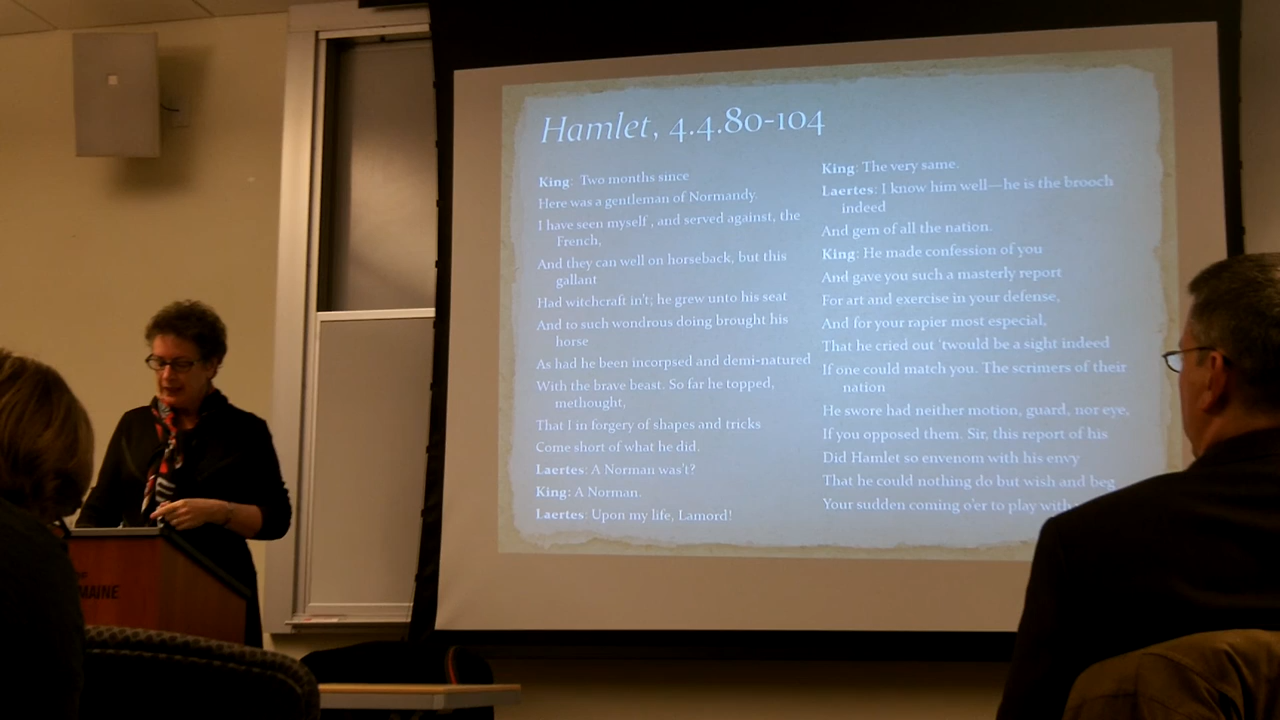 Hamlet, 4.4.80-104
King: Two months since
Here was a gentleman of Normandy.
I have seen myself , and served against, the
French,
And they can well on horseback, but this
gallant
Had witchcraft in't; he grew unto his seat
And to such wondrous doing brought his
horse
As had he been incorpsed and demi-natured
With the brave beast. So far he topped,
methought,
That I in forgery of shapes and tricks
Come short of what he did.
Laertes: A Norman was't?
King: A Norman.
Laertes: Upon my life, Lamord!
King: The very same.
Laertes: I know him well—he is the brooch
indeed
And gem of all the nation.
King: He made confession of you
And gave you such a masterly report
For art and exercise in your defense,
And for your rapier most especial,
That he cried out 'twould be a sight indeed
If one could match you. The scrimers of their
nation
He swore had neither motion, guard, nor eye,
If you opposed them. Sir, this report of his
Did Hamlet so envenom with his envy
That he could nothing do but wish and beg
Your sudden coming o'er to play with
MAINE